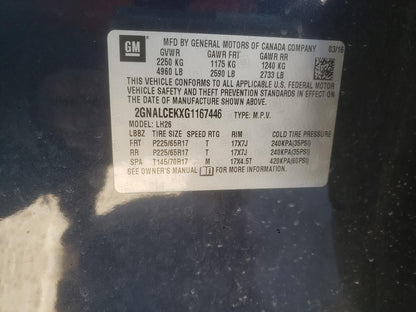 GM MFD BY GENERAL MOTORS OF CANADA COMPANY 03/16
GVWR GAWR FRT GAWR RR
2250 KG 1175 KG 1240 KG
4960 LB 2590 LB 2733 LB
THIS VEHICLE CONFORMS TO ALL APPLICABLE U.S. FEDERAL MOTOR
VEHICLE SAFETY AND THEFT PREVENTION STANDARDS IN EFFECT
ON THE DATE OF MANUFACTURE SHOWN ABOVE.
2GNALCEKXG1167446 TYPE: M.P.V.
MODEL: LH26
LBBZ TIRE SIZE SPEED RTG RIM COLD TIRE PRESSURE
FRT P225/65R17 T 17X7J 240KPA(35PSI)
RR P225/65R17 T 17X7J 240KPA(35PSI)
SPA T145/70R17 M 17X4.5T 420KPA(60PSI)
SEE OWNER'S MANUAL FOR MORE INFORMATION